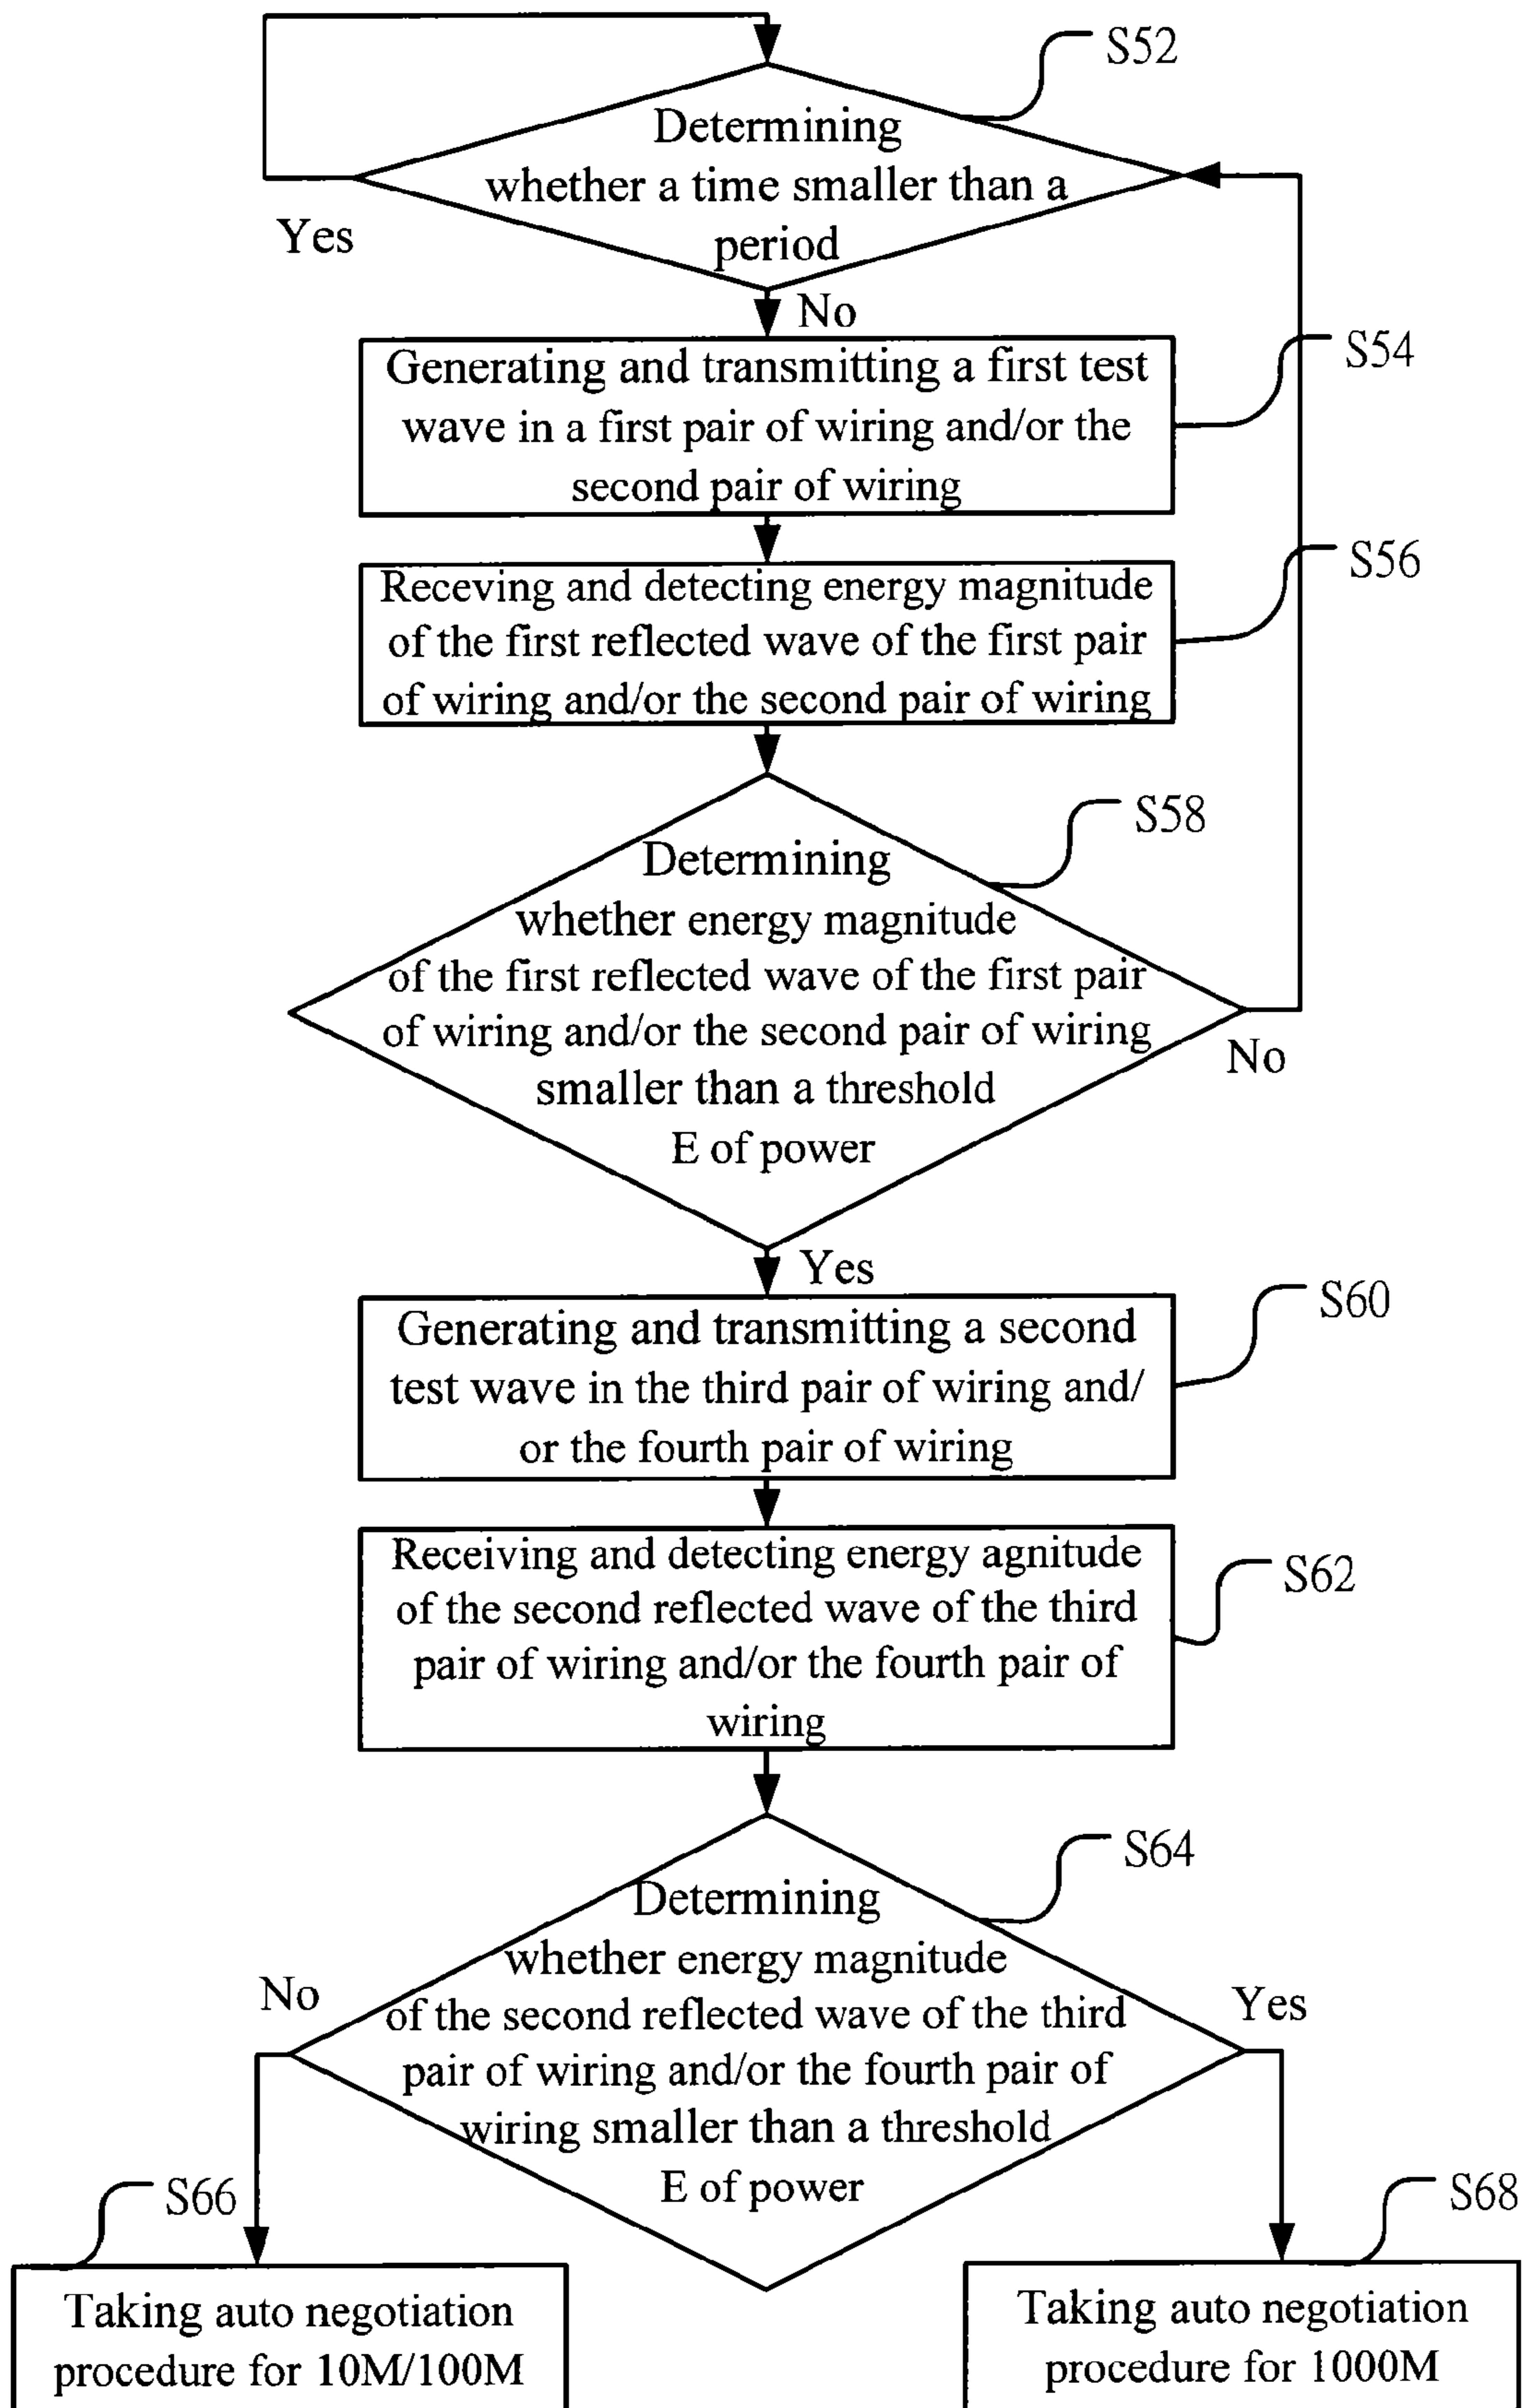 S52
Determining
whether a time smaller than a
period
Yes
No
Generating and transmitting a first test
wave in a first pair of wiring and/or the
second pair of wiring
S54
Receving and detecting energy magnitude
of the first reflected wave of the first pair
of wiring and/or the second pair of wiring
S56
S58
Determining
whether energy magnitude
of the first reflected wave of the first pair
of wiring and/or the second pair of wiring
smaller than a threshold
E of power
No
Yes
Generating and transmitting a second
test wave in the third pair of wiring and/
or the fourth pair of wiring
S60
Receiving and detecting energy agnitude
of the second reflected wave of the third
pair of wiring and/or the fourth pair of
wiring
S62
S64
Determining
whether energy magnitude
of the second reflected wave of the third
pair of wiring and/or the fourth pair of
wiring smaller than a threshold
E of power
No
Yes
S66
S68
Taking auto negotiation
procedure for 10M/100M
Taking auto negotiation
procedure for 1000M